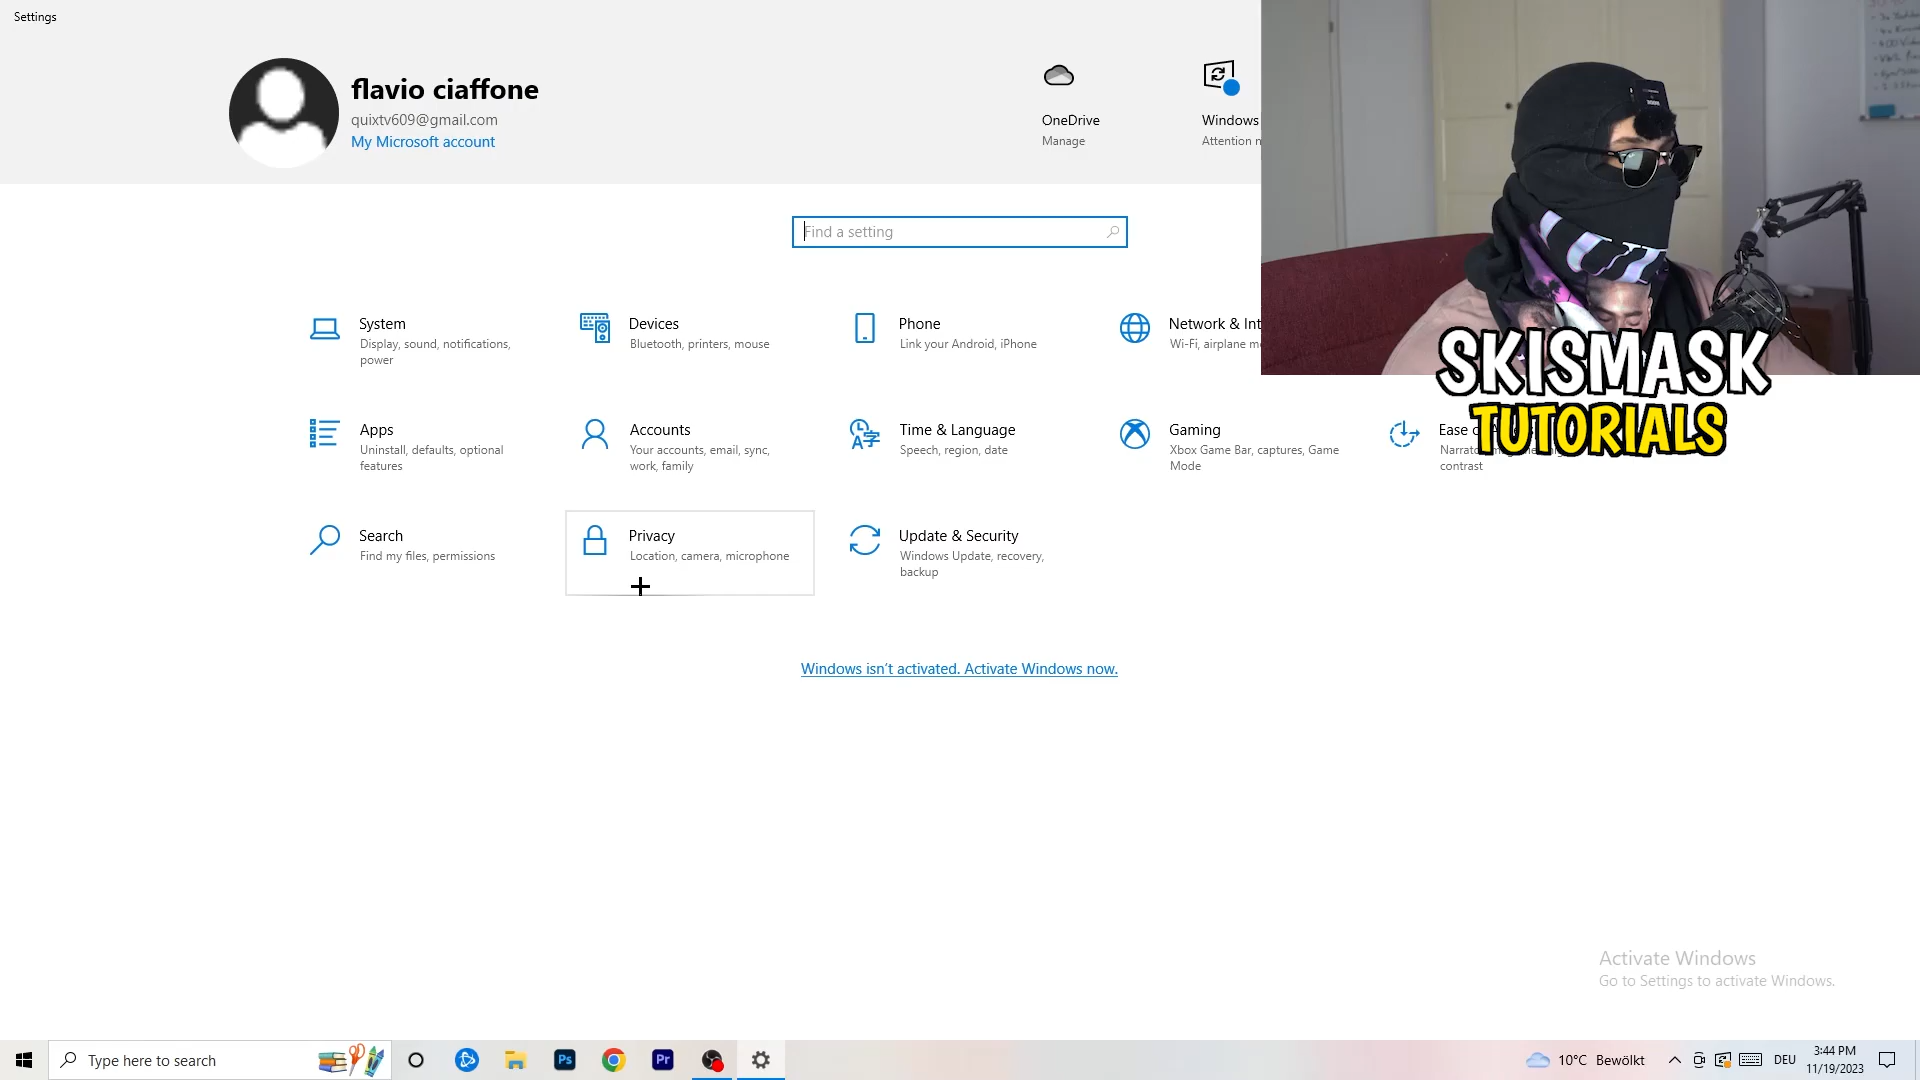 Settings
flavio ciaffone
quixtv609@gmail.com
My Microsoft account
OneDrive
Manage
Windows
Attention
Find a setting
System
Display, sound, notifications,
power
Devices
Bluetooth, printers, mouse
Phone
Link your Android, iPhone
Network & Int
Wi-Fi, airplane
SKISMASK
TUTORIALS
Apps
Uninstall, defaults, optional
features
Accounts
Your accounts, email, sync,
work, family
Time & Language
Speech, region, date
Gaming
Xbox Game Bar, captures, Game
Mode
Ease
contrast
Search
Find my files, permissions
Privacy
Location, camera, microphone
Update & Security
Windows Update, recovery,
backup
Windows isn't activated. Activate Windows now.
Activate Windows
Go to Settings to activate Windows.
Type here to search
Ps
Pr
10°C Bewölkt
DEU
3:44 PM
11/19/2023